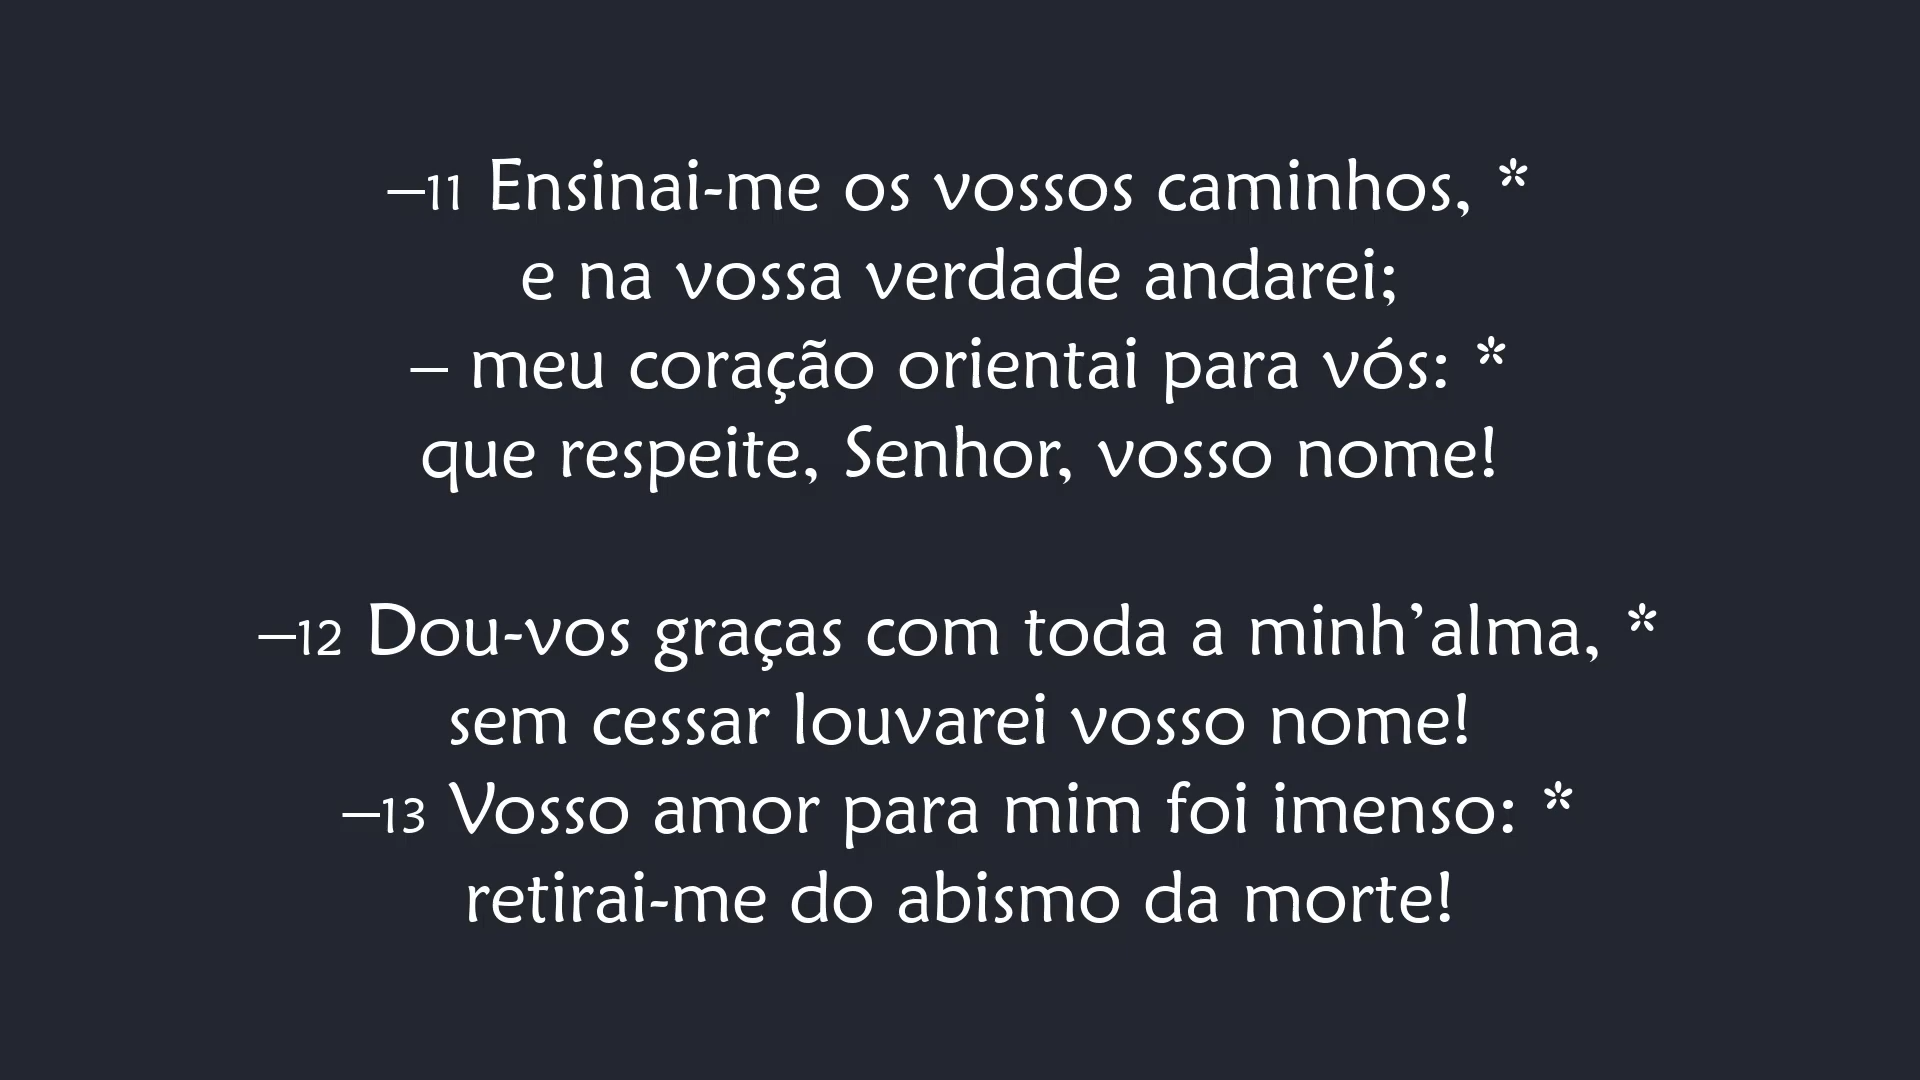 –11 Ensinai-me os vossos caminhos, *
e na vossa verdade andarei;
– meu coração orientai para vós: *
que respeite, Senhor, vosso nome!
–12 Dou-vos graças com toda a minh’alma, *
sem cessar louvarei vosso nome!
–13 Vosso amor para mim foi imenso: *
retirai-me do abismo da morte!